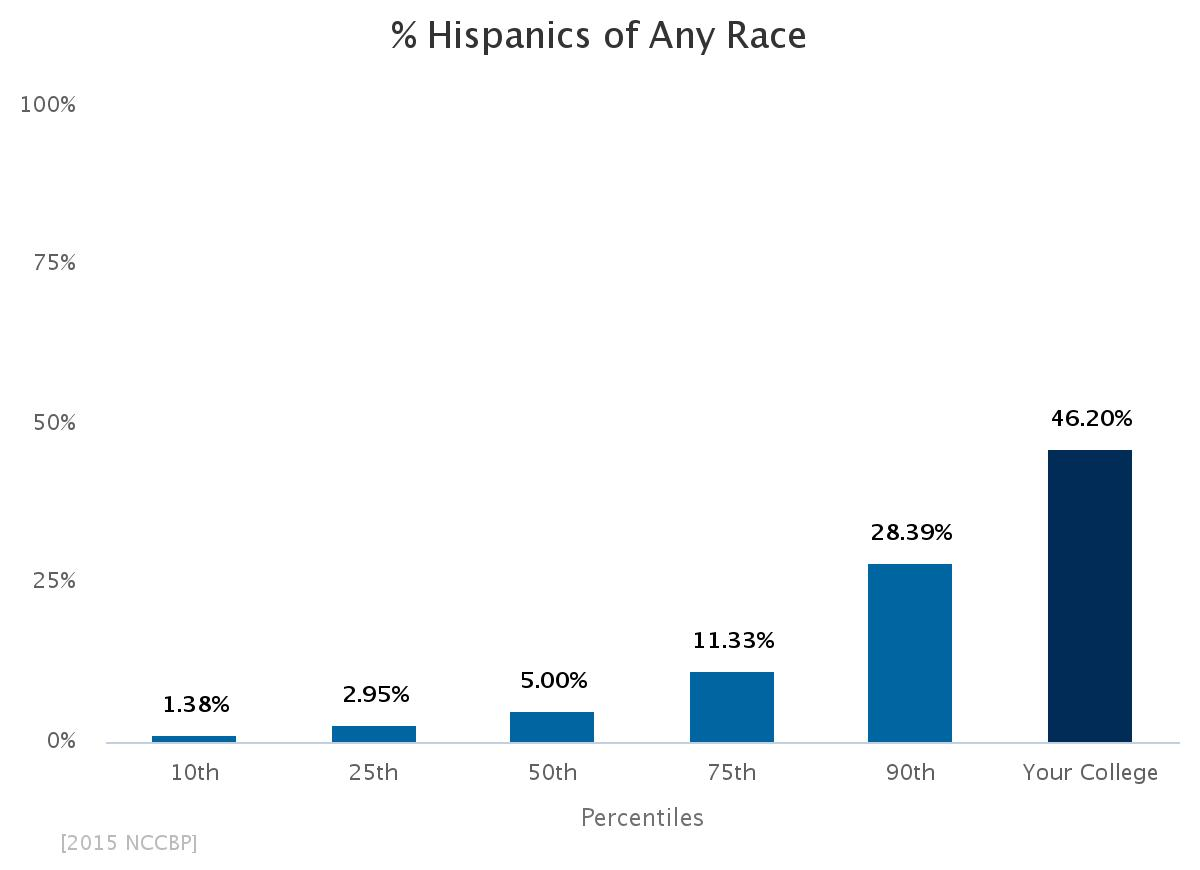 % Hispanics of Any Race
100%
75%
50%
25%
0%
1.38%
2.95%
5.00%
11.33%
28.39%
46.20%
10th
25th
50th
75th
90th
Your College
Percentiles
[2015 NCCBP]